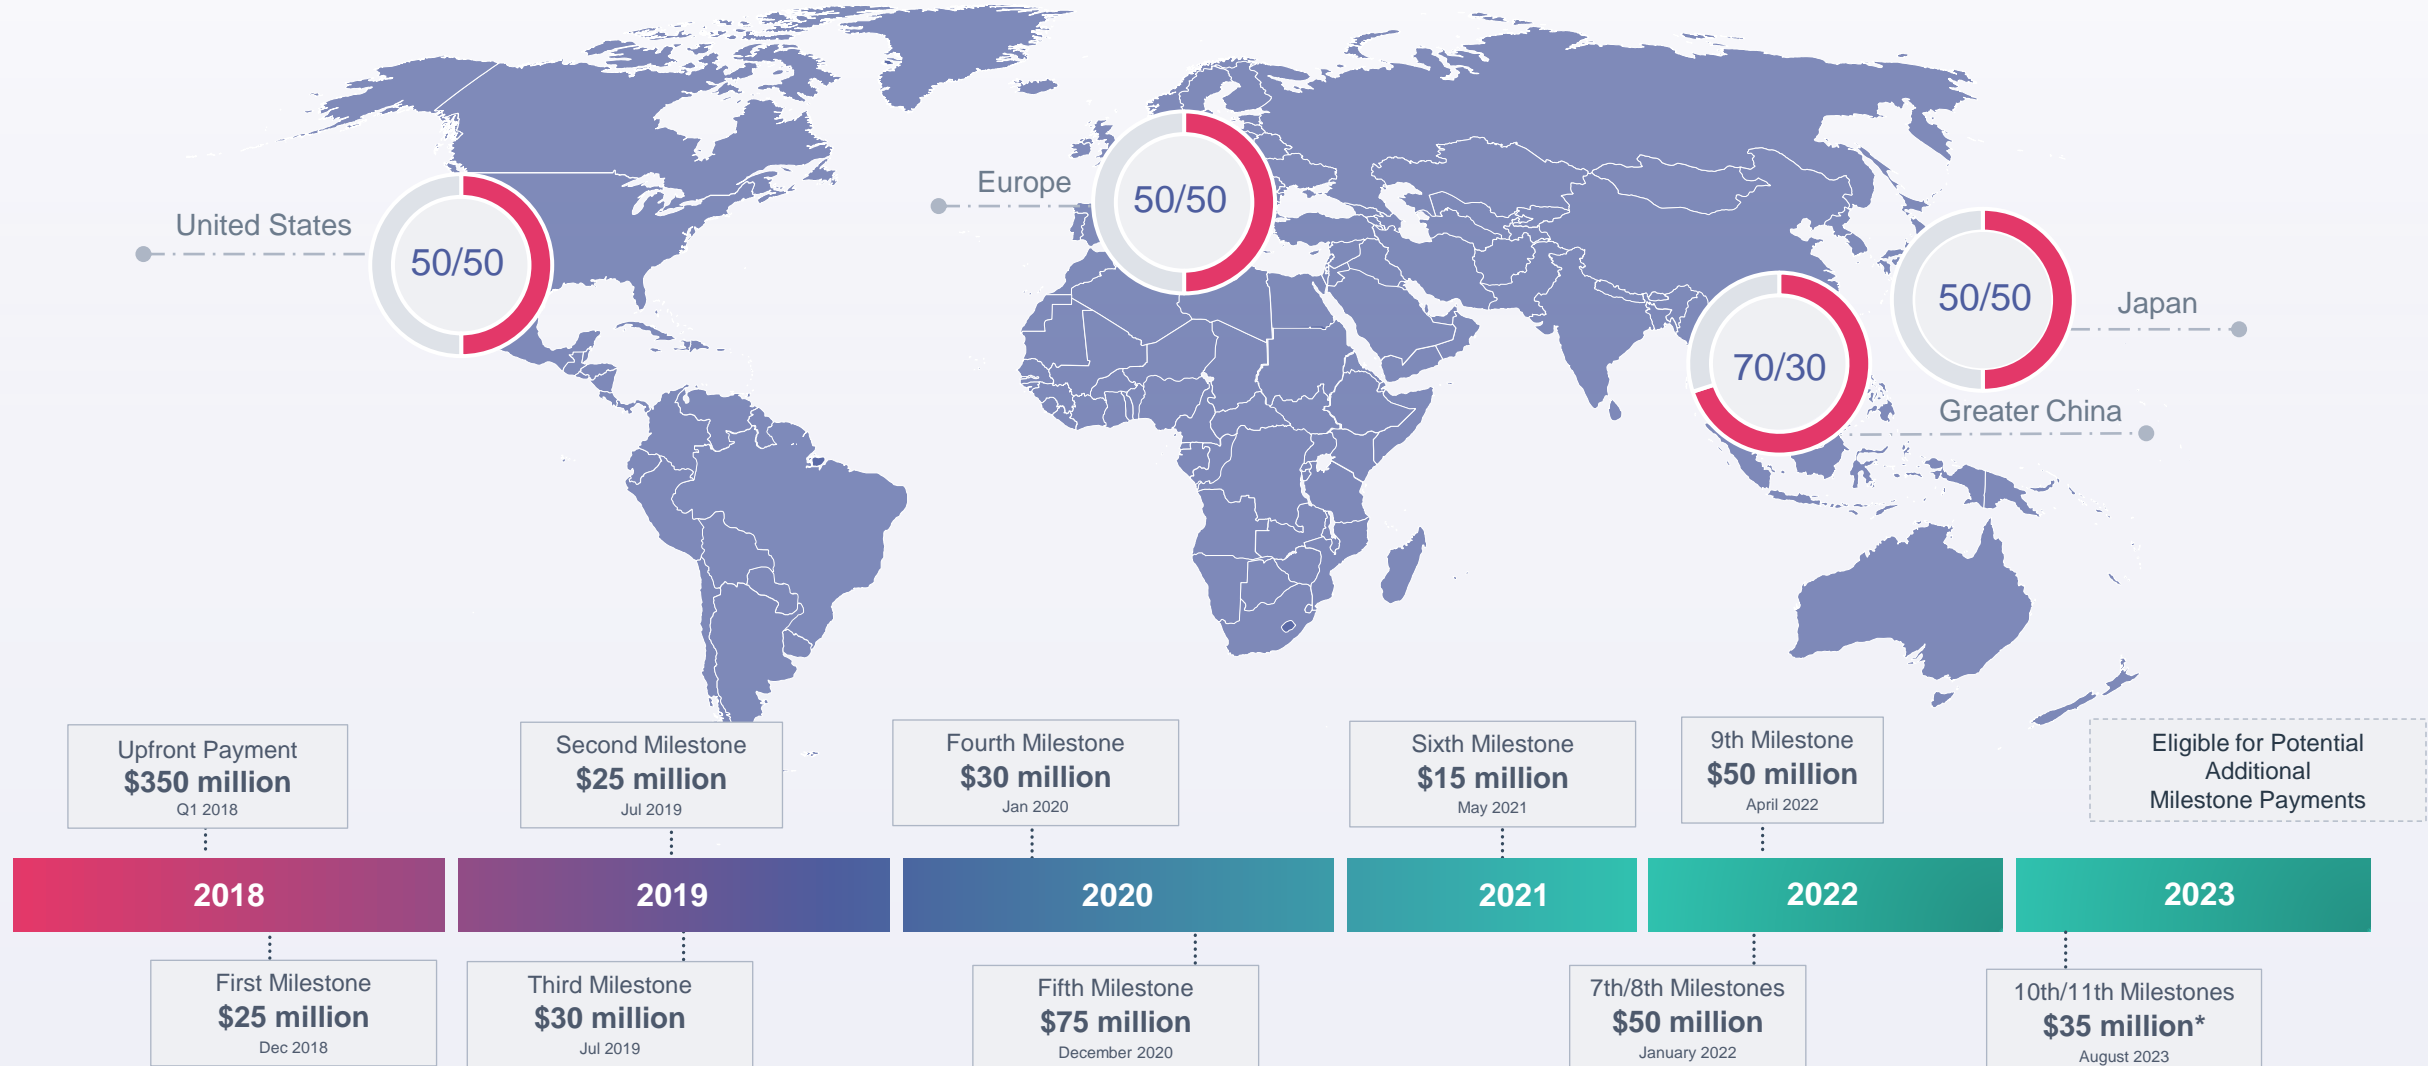 United States
50/50
Europe
50/50
50/50
Japan
70/30
Greater China
Upfront Payment
$350 million
Q1 2018
Second Milestone
$25 million
Jul 2019
Fourth Milestone
$30 million
Jan 2020
Sixth Milestone
$15 million
May 2021
9th Milestone
$50 million
April 2022
Eligible for Potential
Additional
Milestone Payments
2018
2019
2020
2021
2022
2023
First Milestone
$25 million
Dec 2018
Third Milestone
$30 million
Jul 2019
Fifth Milestone
$75 million
December 2020
7th/8th Milestones
$50 million
January 2022
10th/11th Milestones
$35 million*
August 2023